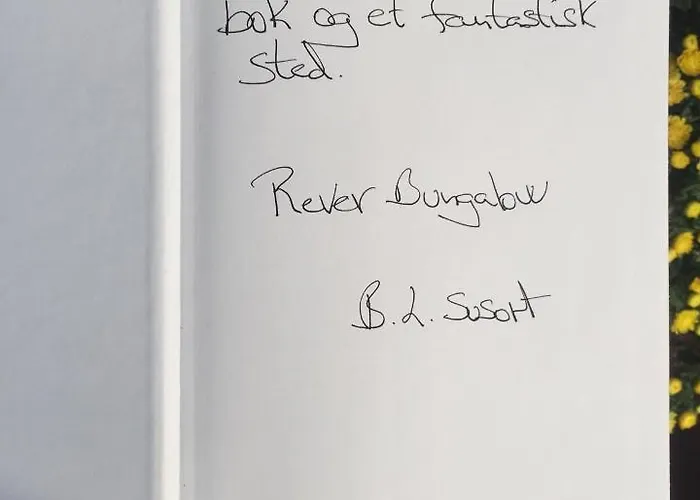 bok og et fantastisk
sted.
Rever Bungalow
B. L. Susort